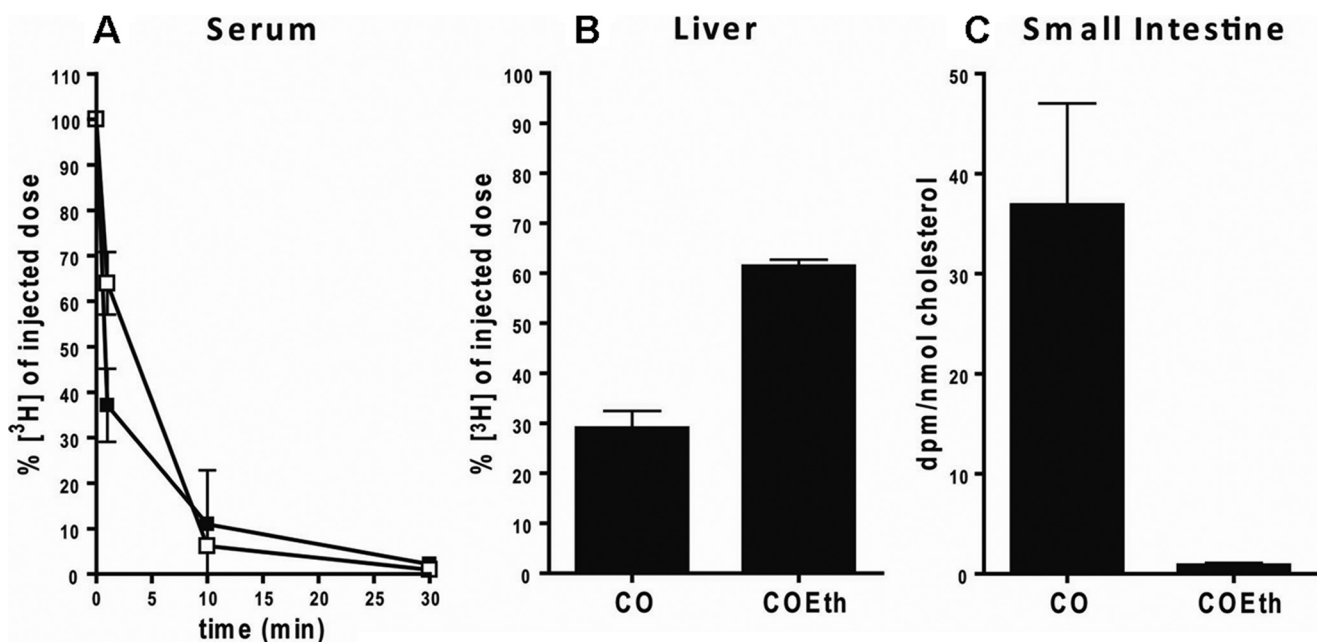 A Serum
% [³H] of injected dose
110
100
90
80
70
60
50
40
30
20
10
0
0 5 10 15 20 25 30
time (min)
B Liver
% [³H] of injected dose
100
90
80
70
60
50
40
30
20
10
0
CO COEth
C Small Intestine
dpm/nmol cholesterol
50
40
30
20
10
0
CO COEth